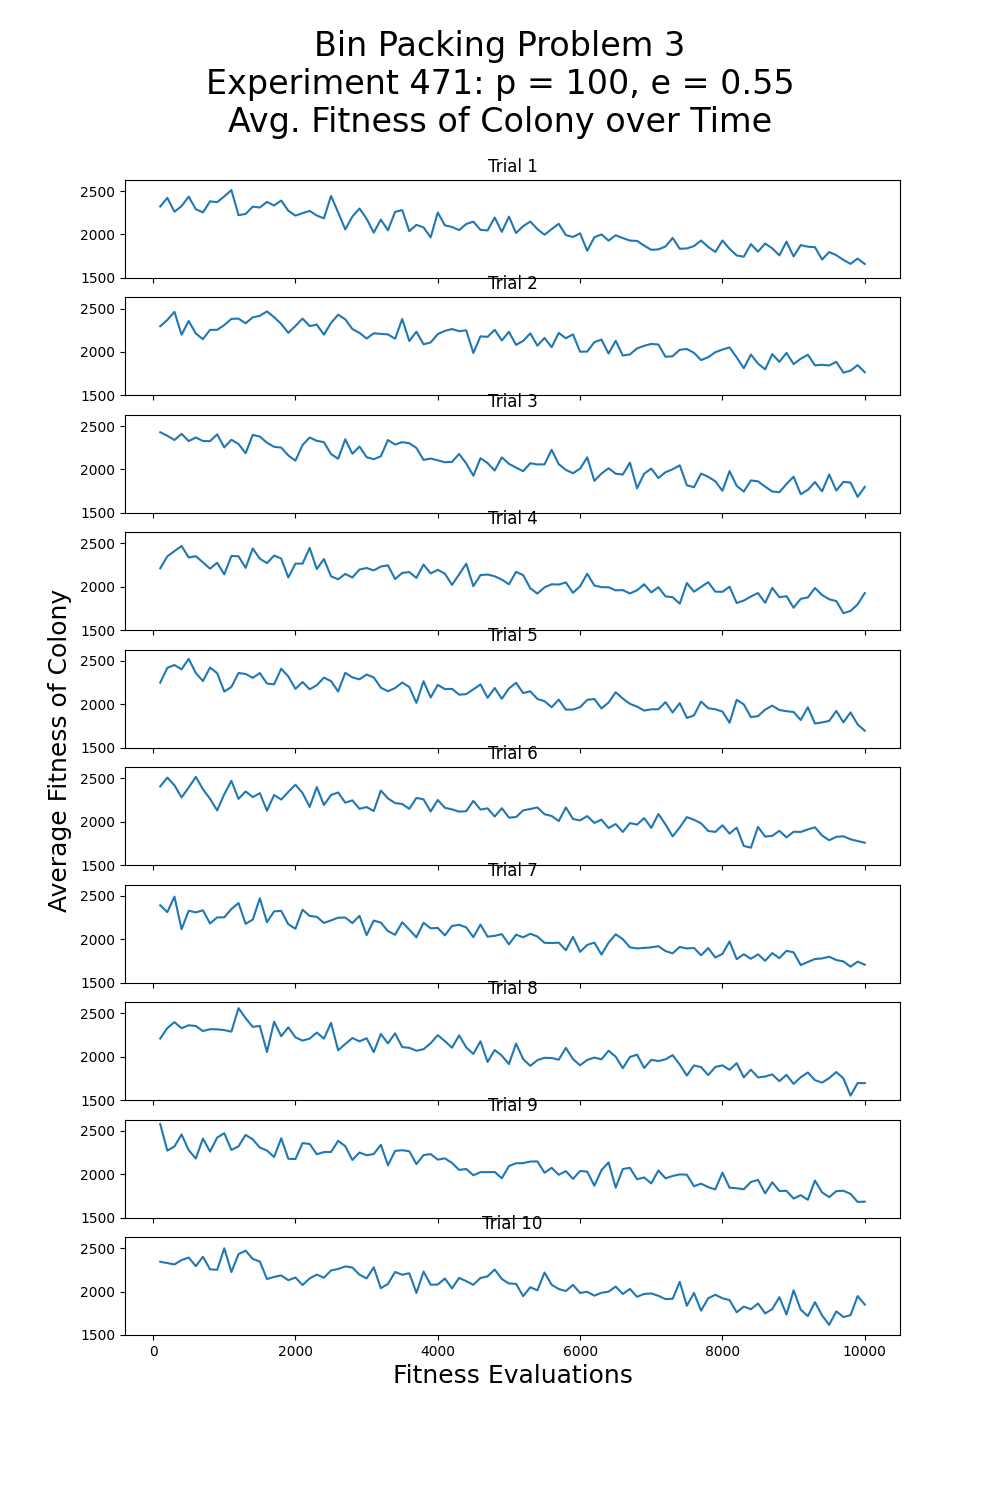 Bin Packing Problem 3
Experiment 471: p = 100, e = 0.55
Avg. Fitness of Colony over Time
Trial 1
2500
2000
1500
Trial 2
2500
2000
1500
Trial 3
2500
2000
1500
Trial 4
2500
2000
1500
Trial 5
2500
2000
1500
Trial 6
2500
2000
1500
Trial 7
2500
2000
1500
Trial 8
2500
2000
1500
Trial 9
2500
2000
1500
Trial 10
2500
2000
1500
0 2000 4000 6000 8000 10000
Fitness Evaluations
Average Fitness of Colony